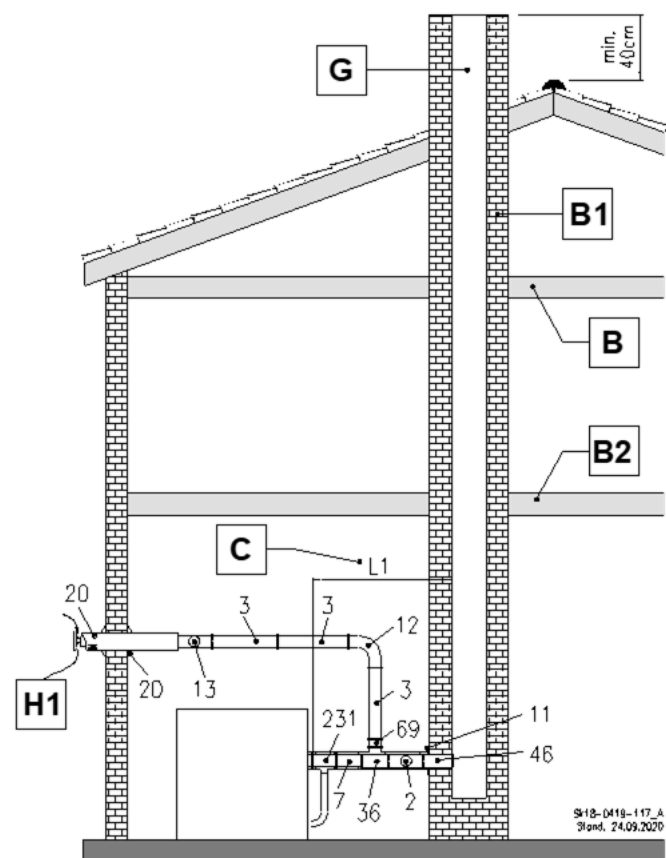 G
min.
40cm
B1
B
B2
C
L1
20
3
3
12
H1
13
20
3
231
69
11
7
36
2
46
SH18-0419-117_A
Stand. 24.09.2020